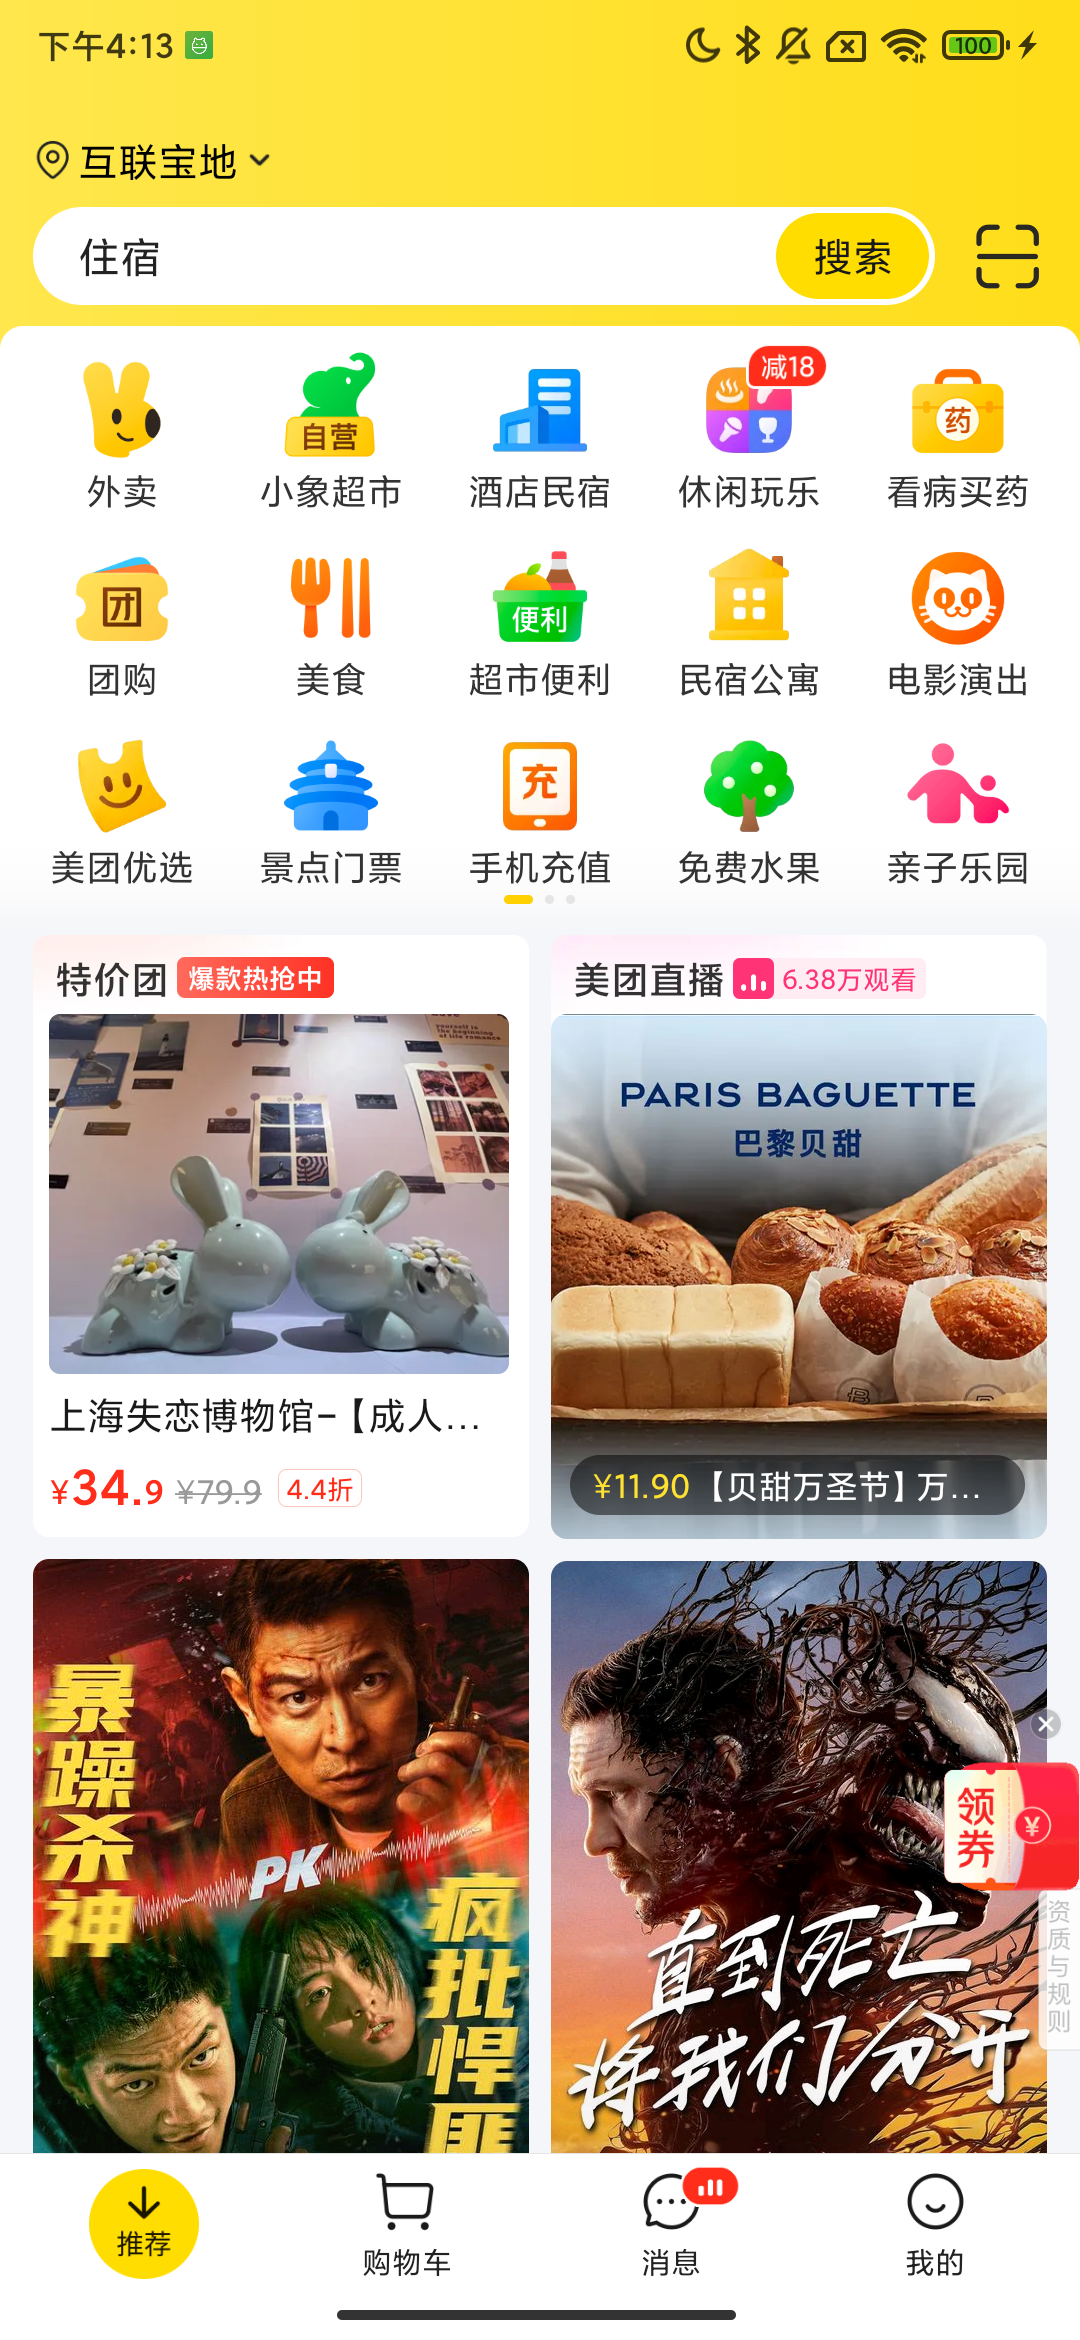 下午4:13
100
互联宝地
住宿
搜索
自营
减18
药
外卖
小象超市
酒店民宿
休闲玩乐
看病买药
团
便利
团购
美食
超市便利
民宿公寓
电影演出
充
美团优选
景点门票
手机充值
免费水果
亲子乐园
特价团
爆款热抢中
上海失恋博物馆-【成人...
¥34.9
¥79.9
4.4折
美团直播
6.38万观看
PARIS BAGUETTE
巴黎贝甜
¥11.90【贝甜万圣节】万...
暴躁杀神
PK
疯批悍匪
直到死亡
将我们分开
领券
¥
资质与规则
推荐
购物车
消息
我的